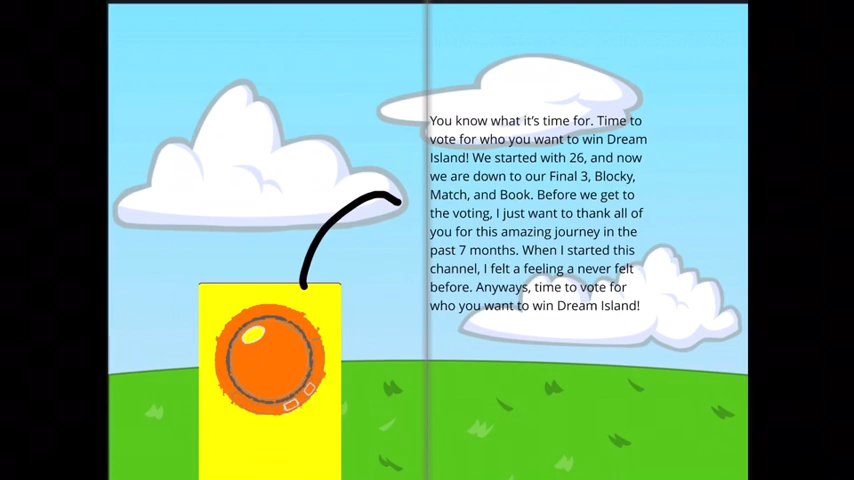 You know what it's time for. Time to
vote for who you want to win Dream
Island! We started with 26, and now
we are down to our Final 3, Blocky,
Match, and Book. Before we get to
the voting, I just want to thank all of
you for this amazing journey in the
past 7 months. When I started this
channel, I felt a feeling a never felt
before. Anyways, time to vote for
who you want to win Dream Island!